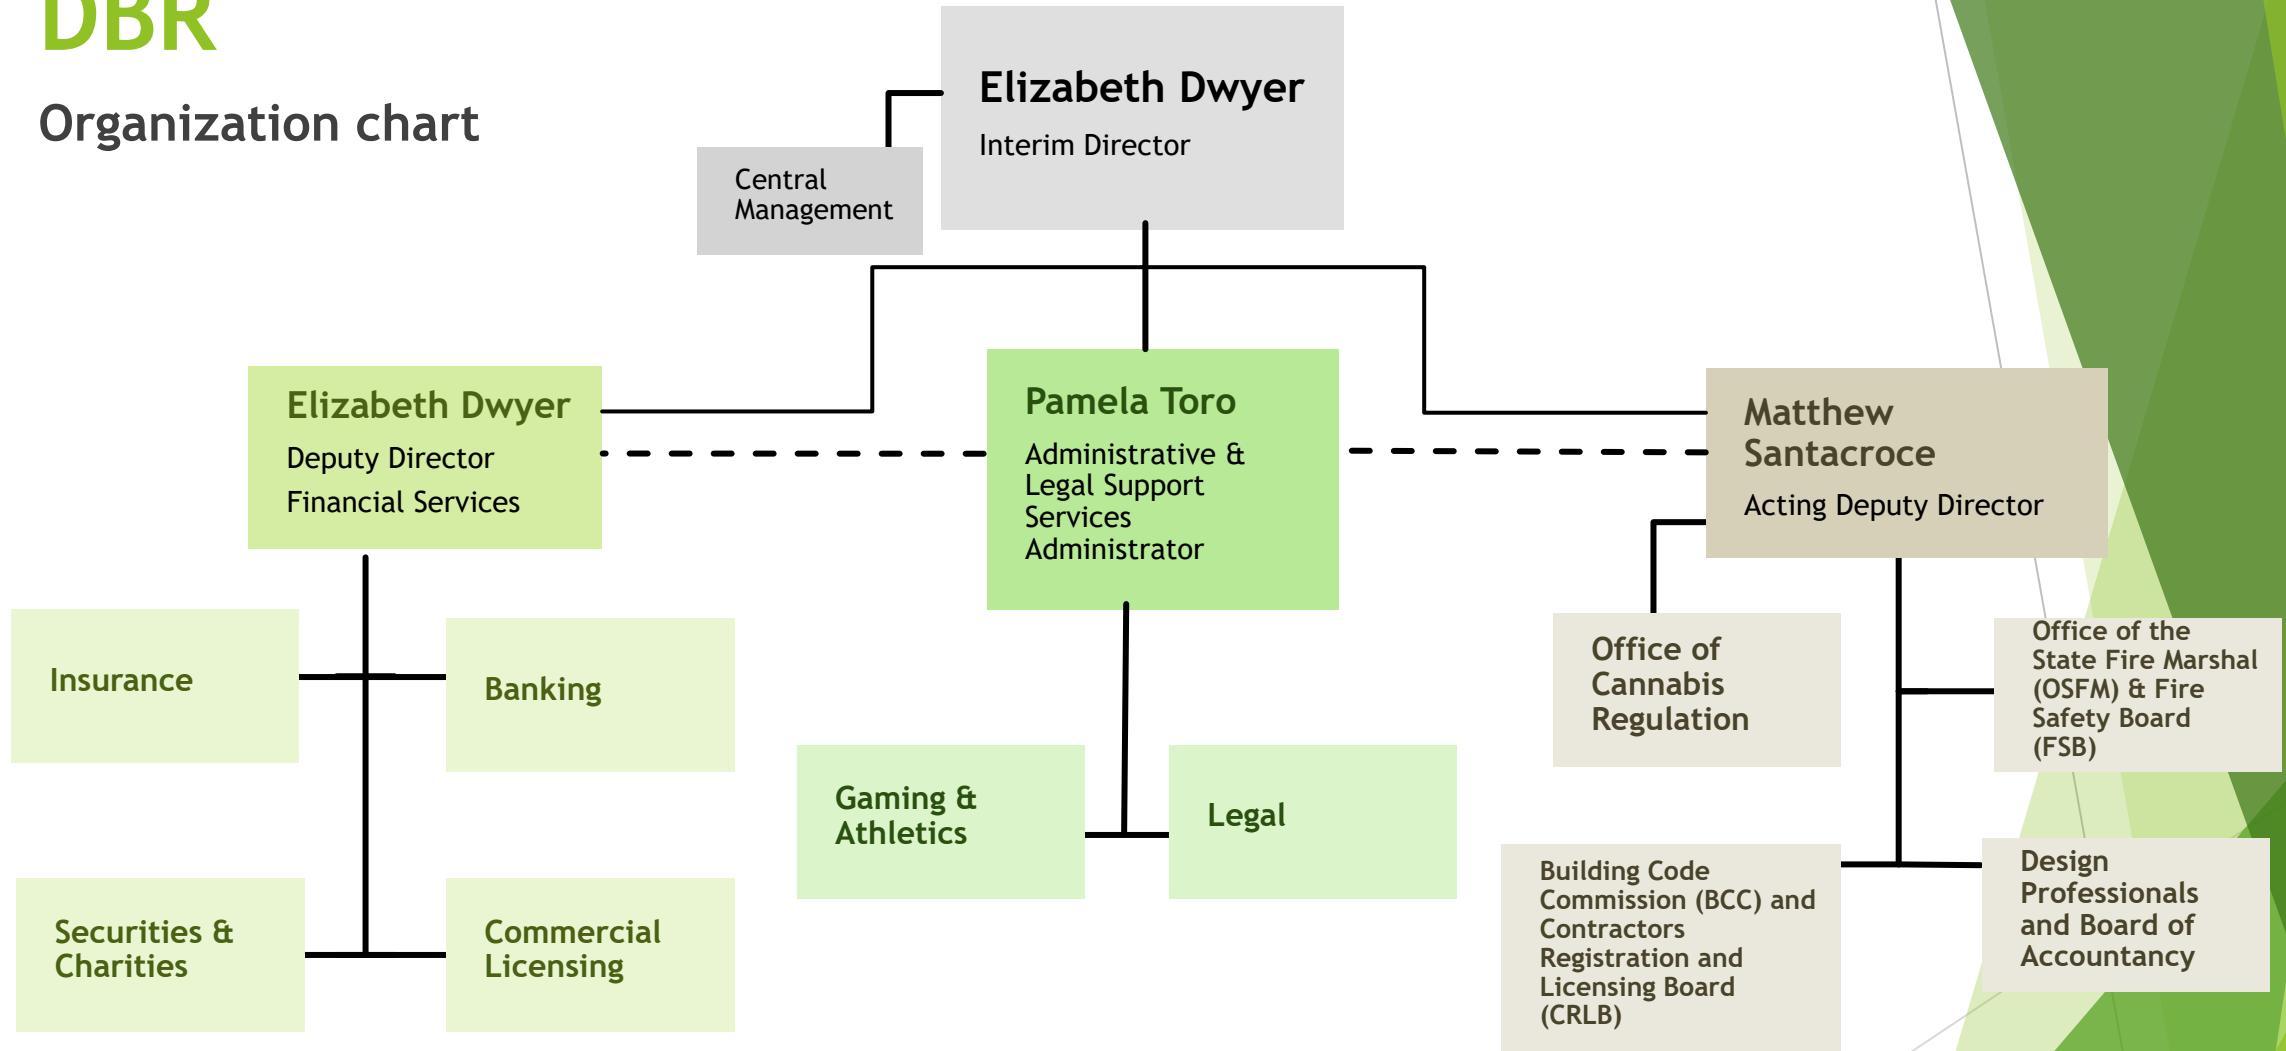 DBR
Organization chart
Elizabeth Dwyer
Interim Director
Central
Management
Elizabeth Dwyer
Deputy Director
Financial Services
Pamela Toro
Administrative &
Legal Support
Services
Administrator
Matthew
Santacroce
Acting Deputy Director
Insurance
Banking
Securities &
Charities
Commercial
Licensing
Gaming &
Athletics
Legal
Office of
Cannabis
Regulation
Office of the
State Fire Marshal
(OSFM) & Fire
Safety Board
(FSB)
Building Code
Commission (BCC) and
Contractors
Registration and
Licensing Board
(CRLB)
Design
Professionals
and Board of
Accountancy